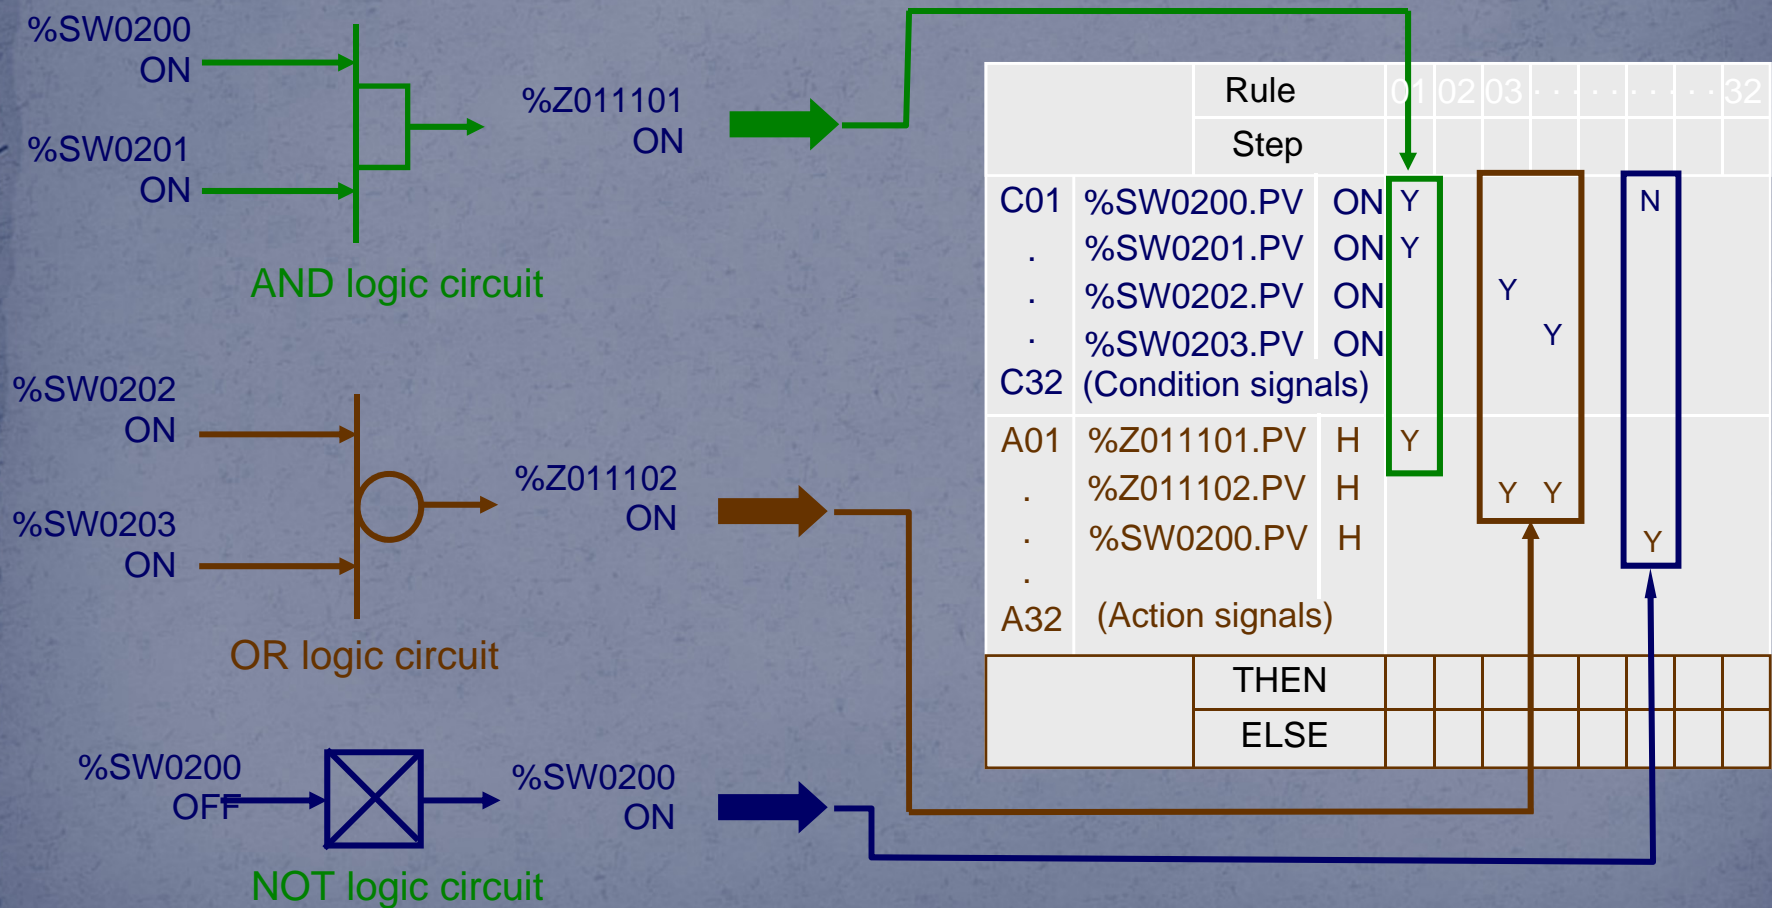 %SW0200
ON
%SW0201
ON
%Z011101
ON
AND logic circuit
%SW0202
ON
%SW0203
ON
%Z011102
ON
OR logic circuit
%SW0200
OFF
%SW0200
ON
NOT logic circuit
Rule 01 02 03 · · · · · · · · · · 32
Step
C01 %SW0200.PV ON Y N
. %SW0201.PV ON Y
. %SW0202.PV ON Y
. %SW0203.PV ON Y
C32 (Condition signals)
A01 %Z011101.PV H Y
. %Z011102.PV H Y Y
. %SW0200.PV H Y
.
A32 (Action signals)
THEN
ELSE